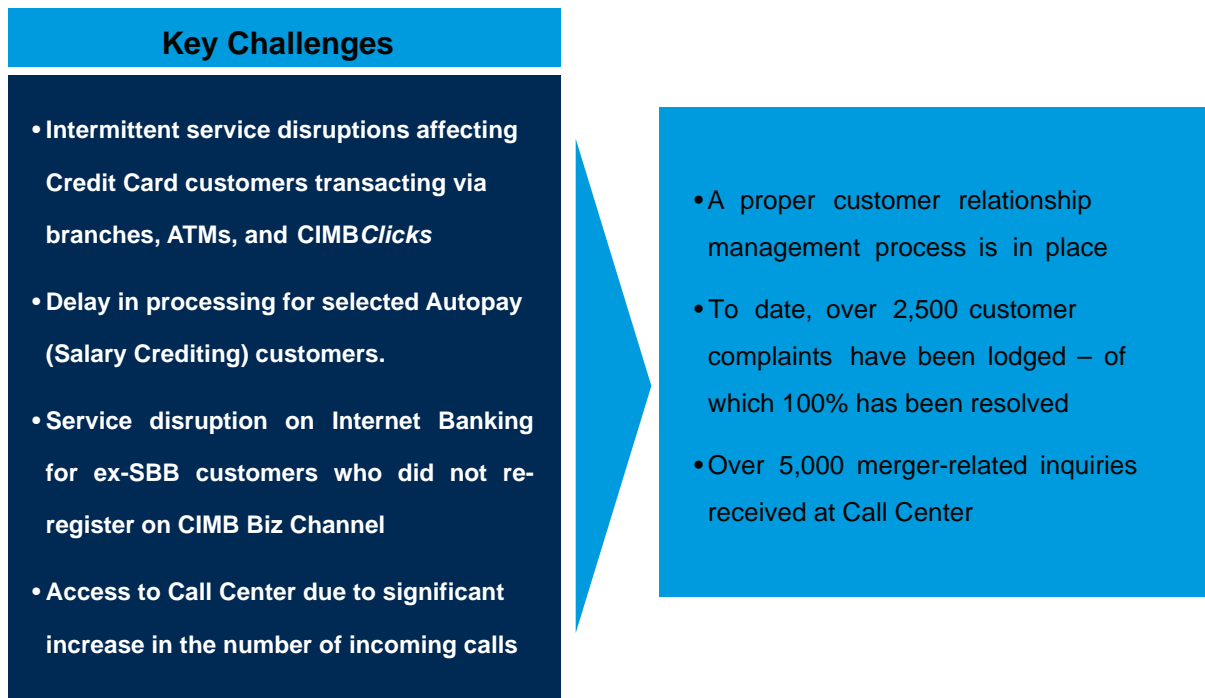 Key Challenges
• Intermittent service disruptions affecting
Credit Card customers transacting via
branches, ATMs, and CIMBClicks
• Delay in processing for selected Autopay
(Salary Crediting) customers.
• Service disruption on Internet Banking
for ex-SBB customers who did not re-
register on CIMB Biz Channel
• Access to Call Center due to significant
increase in the number of incoming calls
• A proper customer relationship
management process is in place
• To date, over 2,500 customer
complaints have been lodged – of
which 100% has been resolved
• Over 5,000 merger-related inquiries
received at Call Center